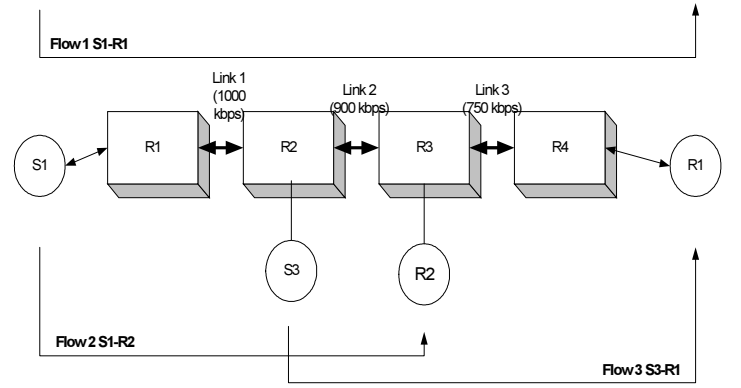 Flow 1 S1-R1
Link 1
(1000
kbps)
Link 2
(900 kbps)
Link 3
(750 kbps)
S1
R1
R2
R3
R4
R1
S3
R2
Flow 2 S1-R2
Flow 3 S3-R1